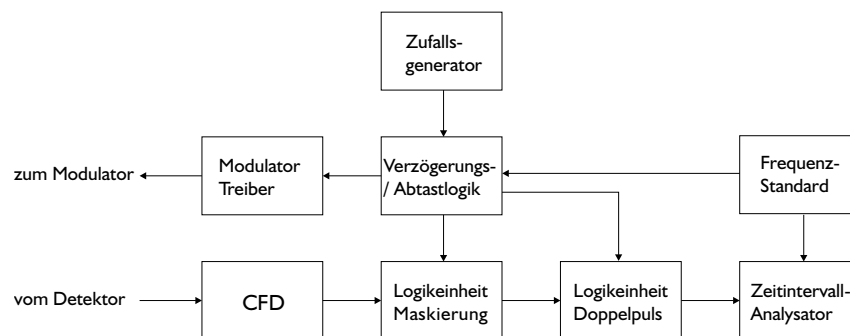 Zufalls-
generator
zum Modulator
Modulator
Treiber
Verzögerungs-
/ Abtastlogik
Frequenz-
Standard
vom Detektor
CFD
Logikeinheit
Maskierung
Logikeinheit
Doppelpuls
Zeitintervall-
Analysator